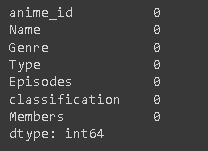 anime_id 0
Name 0
Genre 0
Type 0
Episodes 0
classification 0
Members 0
dtype: int64